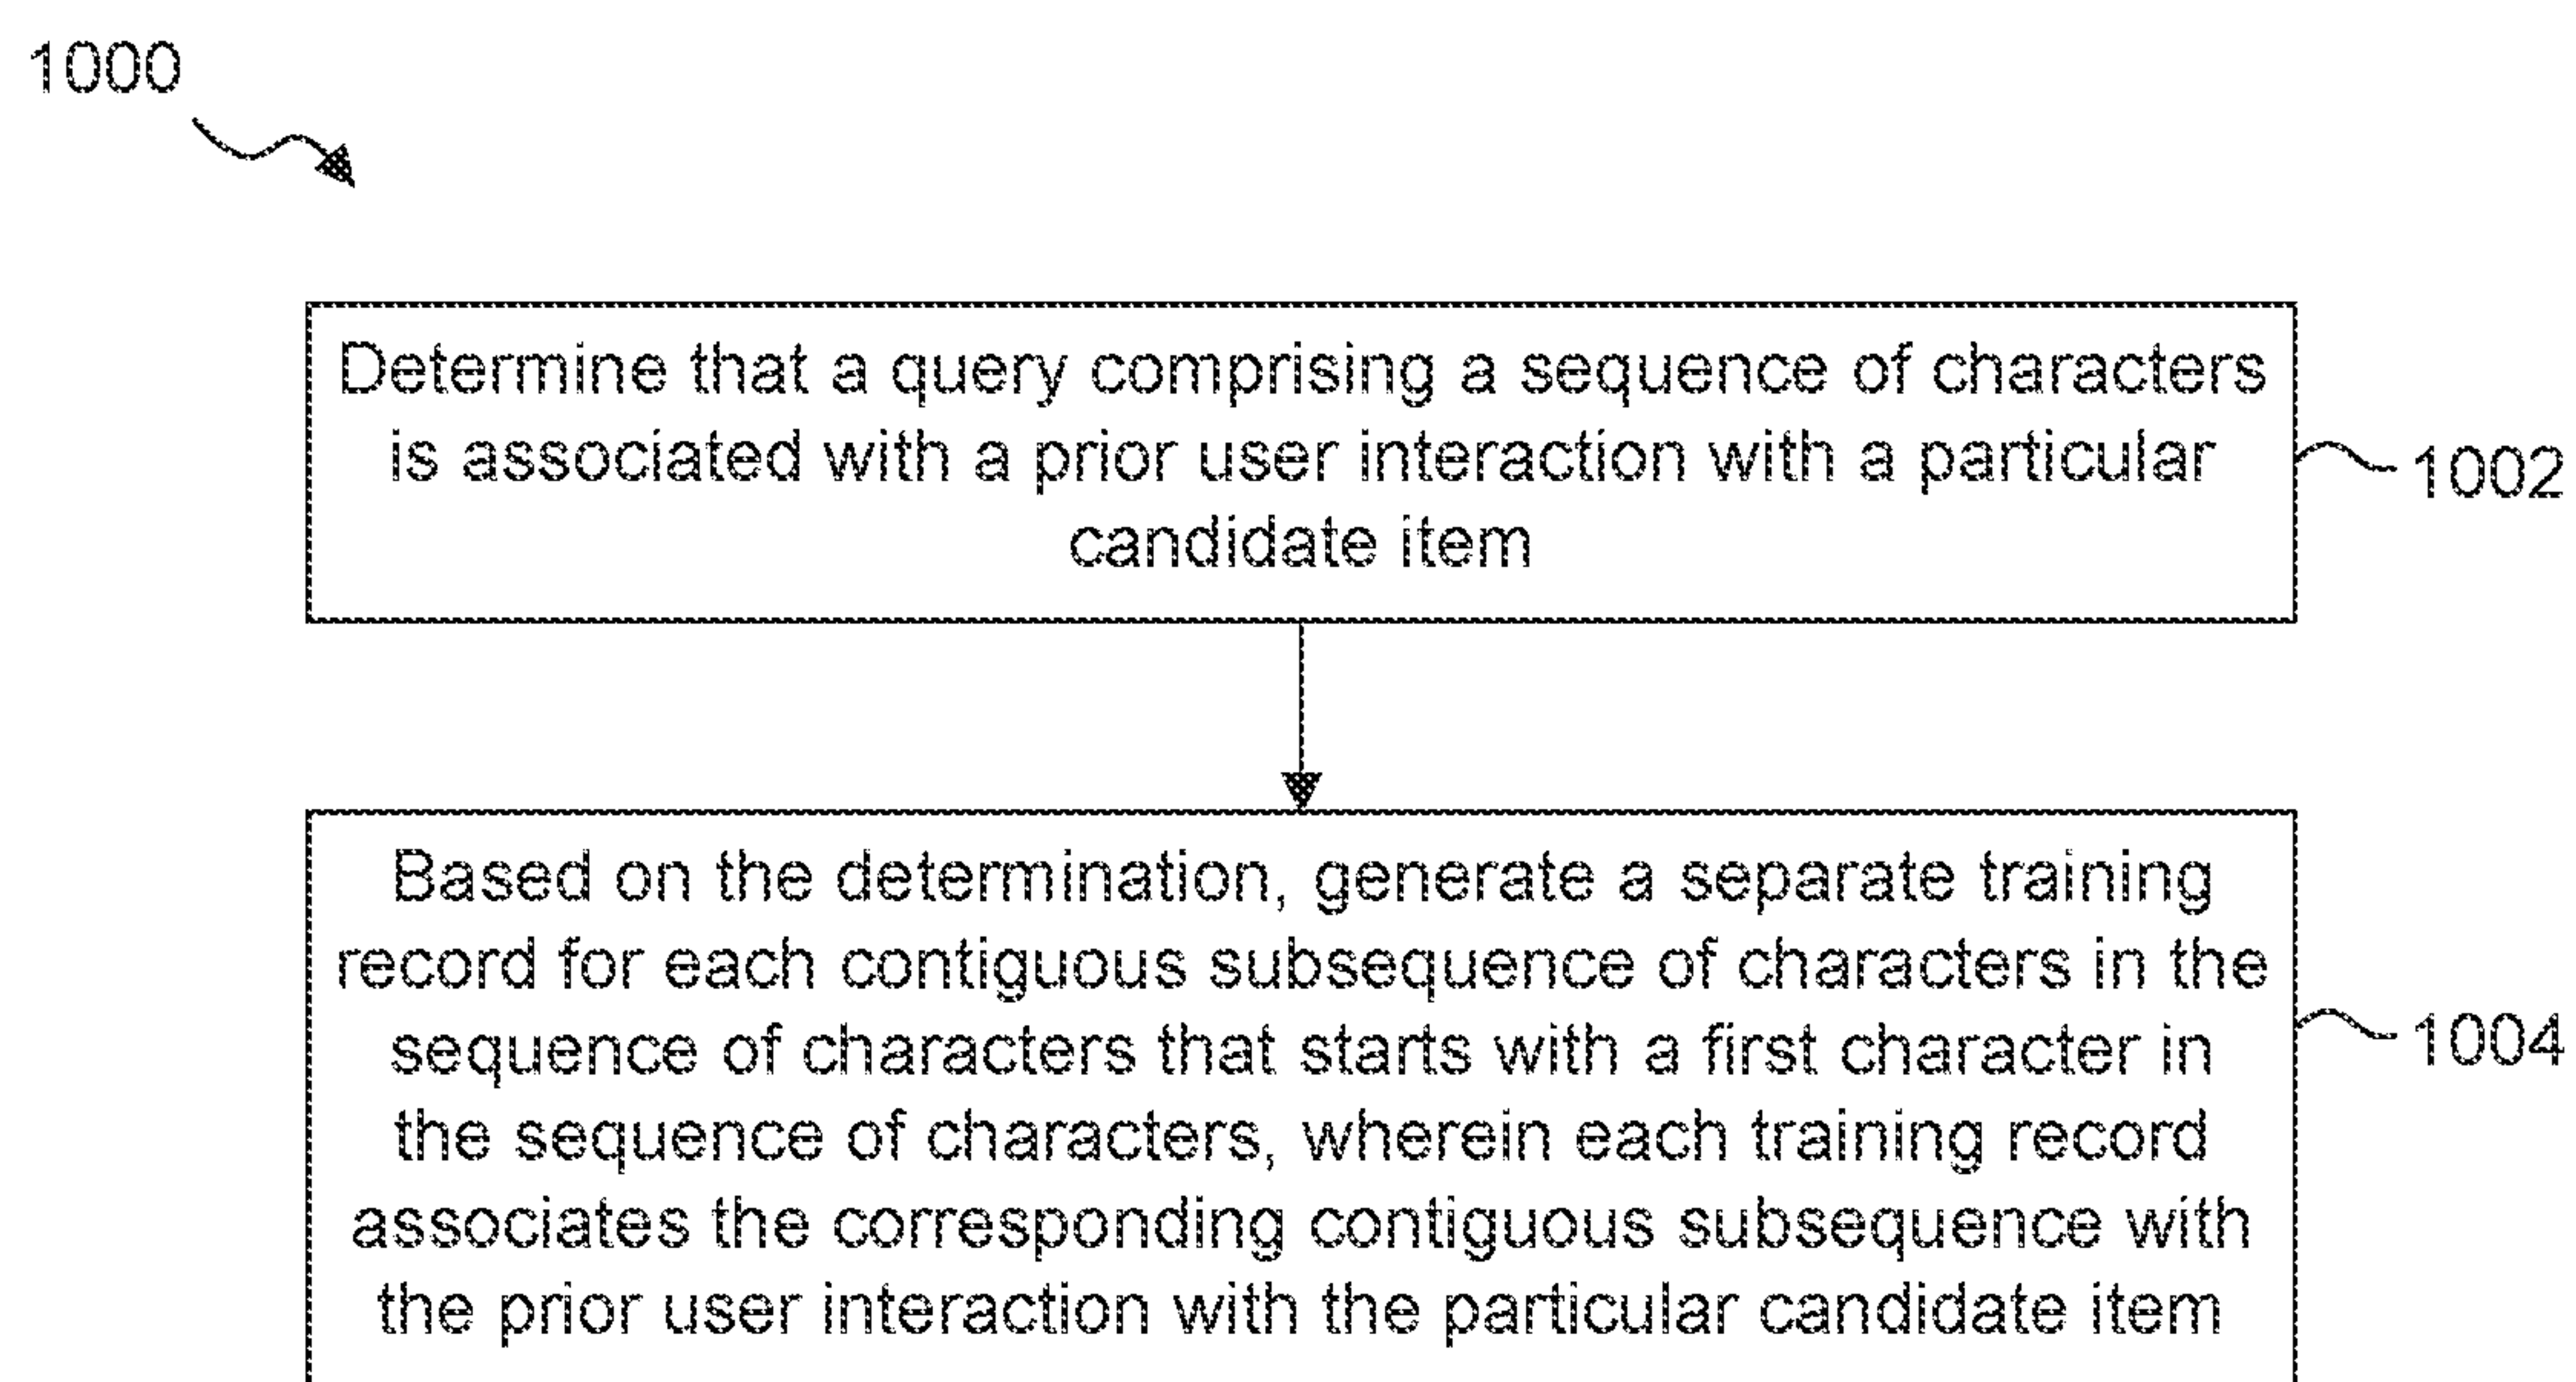 1000
Determine that a query comprising a sequence of characters
is associated with a prior user interaction with a particular
candidate item
1002
Based on the determination, generate a separate training
record for each contiguous subsequence of characters in the
sequence of characters that starts with a first character in
the sequence of characters, wherein each training record
associates the corresponding contiguous subsequence with
the prior user interaction with the particular candidate item
1004